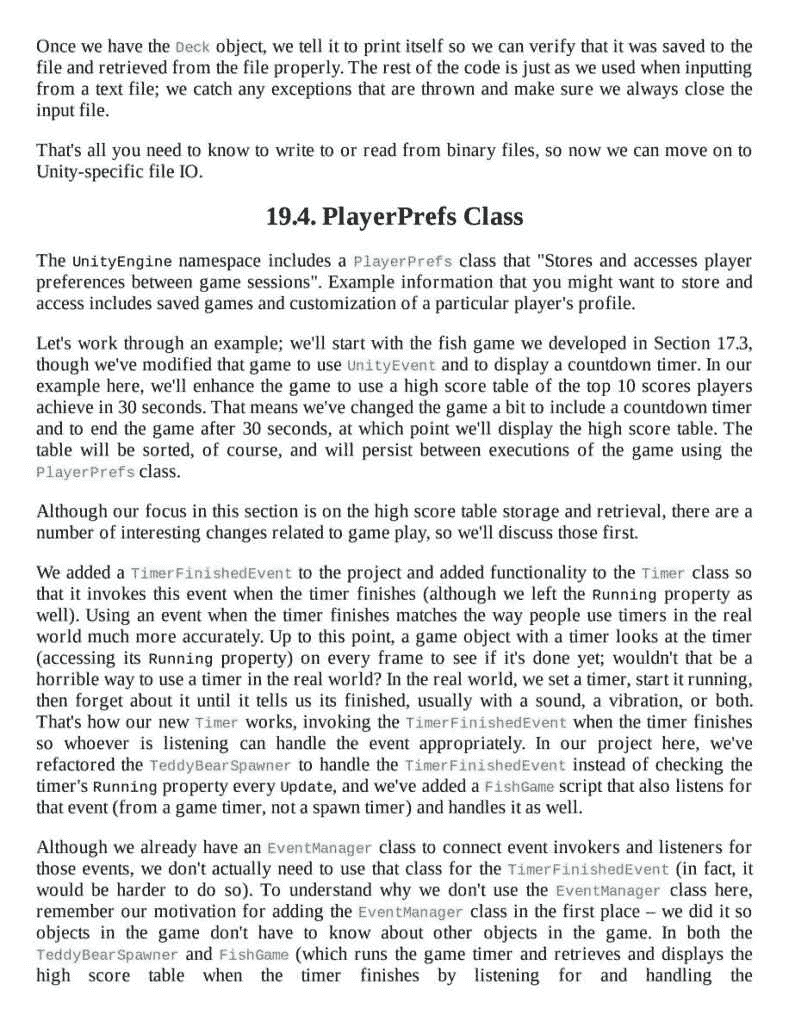 Once we have the Deck object, we tell it to print itself so we can verify that it was saved to the
file and retrieved from the file properly. The rest of the code is just as we used when inputting
from a text file; we catch any exceptions that are thrown and make sure we always close the
input file.
That's all you need to know to write to or read from binary files, so now we can move on to
Unity-specific file IO.
19.4. PlayerPrefs Class
The UnityEngine namespace includes a PlayerPrefs class that "Stores and accesses player
preferences between game sessions". Example information that you might want to store and
access includes saved games and customization of a particular player's profile.
Let's work through an example; we'll start with the fish game we developed in Section 17.3,
though we've modified that game to use UnityEvent and to display a countdown timer. In our
example here, we'll enhance the game to use a high score table of the top 10 scores players
achieve in 30 seconds. That means we've changed the game a bit to include a countdown timer
and to end the game after 30 seconds, at which point we'll display the high score table. The
table will be sorted, of course, and will persist between executions of the game using the
PlayerPrefs class.
Although our focus in this section is on the high score table storage and retrieval, there are a
number of interesting changes related to game play, so we'll discuss those first.
We added a TimerFinishedEvent to the project and added functionality to the Timer class so
that it invokes this event when the timer finishes (although we left the Running property as
well). Using an event when the timer finishes matches the way people use timers in the real
world much more accurately. Up to this point, a game object with a timer looks at the timer
(accessing its Running property) on every frame to see if it's done yet; wouldn't that be a
horrible way to use a timer in the real world? In the real world, we set a timer, start it running,
then forget about it until it tells us its finished, usually with a sound, a vibration, or both.
That's how our new Timer works, invoking the TimerFinishedEvent when the timer finishes
so whoever is listening can handle the event appropriately. In our project here, we've
refactored the TeddyBearSpawner to handle the TimerFinishedEvent instead of checking the
timer's Running property every Update, and we've added a FishGame script that also listens for
that event (from a game timer, not a spawn timer) and handles it as well.
Although we already have an EventManager class to connect event invokers and listeners for
those events, we don't actually need to use that class for the TimerFinishedEvent (in fact, it
would be harder to do so). To understand why we don't use the EventManager class here,
remember our motivation for adding the EventManager class in the first place – we did it so
objects in the game don't have to know about other objects in the game. In both the
TeddyBearSpawner and FishGame (which runs the game timer and retrieves and displays the
high score table when the timer finishes by listening for and handling the